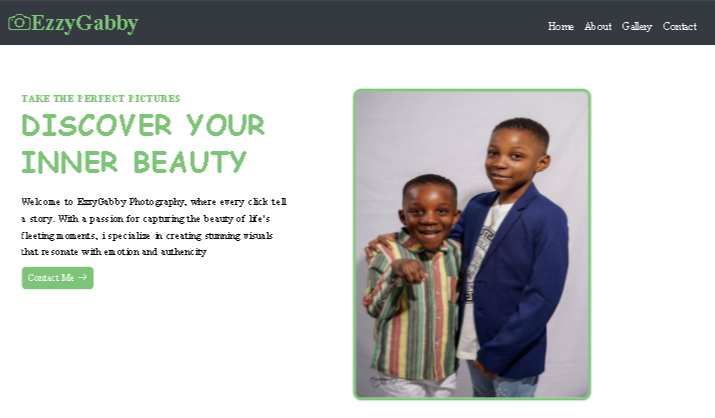 EzzyGabby
Home About Gallery Contact
TAKE THE PERFECT PICTURES
DISCOVER YOUR
INNER BEAUTY
Welcome to EzzyGabby Photography, where every click tell
a story. With a passion for capturing the beauty of life's
fleeting moments, i specialize in creating stunning visuals
that resonate with emotion and authencity
Contact Me →